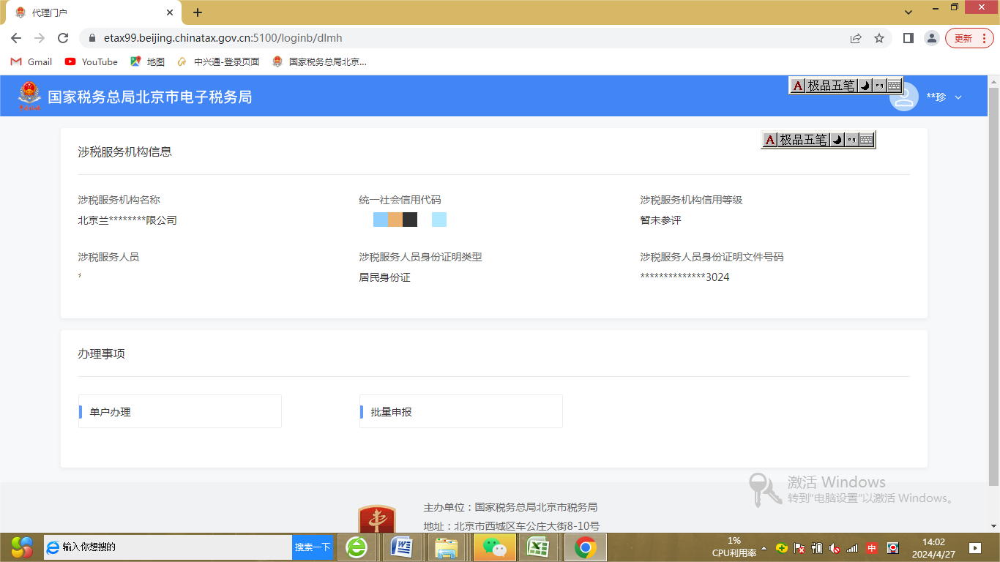 代理门户
etax99.beijing.chinatax.gov.cn:5100/loginb/dlmh
更新
Gmail
YouTube
地图
中兴通-登录页面
国家税务总局北京...
国家税务总局北京市电子税务局
A 极品五笔
**珍
涉税服务机构信息
A 极品五笔
涉税服务机构名称
统一社会信用代码
涉税服务机构信用等级
北京兰********限公司
暂未参评
涉税服务人员
涉税服务人员身份证明类型
涉税服务人员身份证明文件号码
*
居民身份证
**************3024
办理事项
单户办理
批量申报
激活 Windows
转到"电脑设置"以激活 Windows。
主办单位：国家税务总局北京市税务局
地址：北京市西城区车公庄大街8-10号
输入你想搜的
搜索一下
1%
CPU利用率
中
14:02
2024/4/27